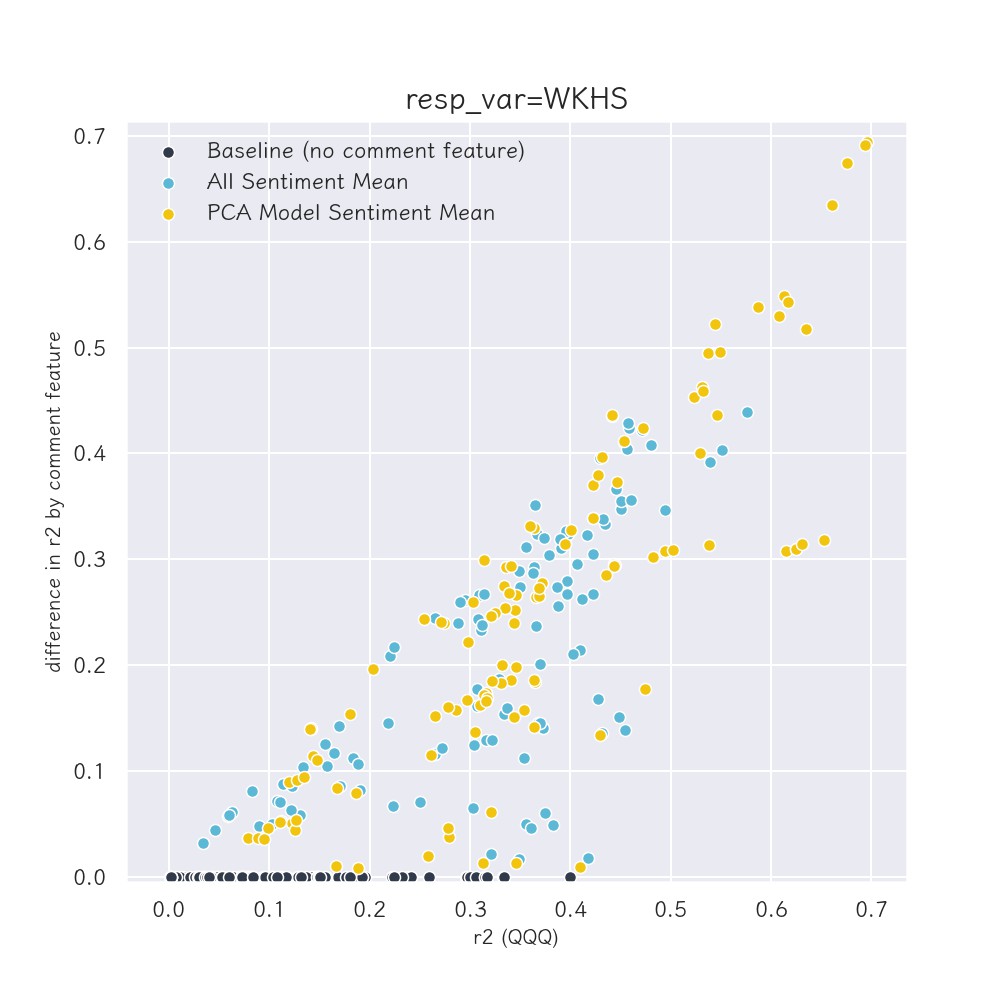 resp_var=WKHS
Baseline (no comment feature)
All Sentiment Mean
PCA Model Sentiment Mean
difference in r2 by comment feature
0.7
0.6
0.5
0.4
0.3
0.2
0.1
0.0
0.0 0.1 0.2 0.3 0.4 0.5 0.6 0.7
r2 (QQQ)